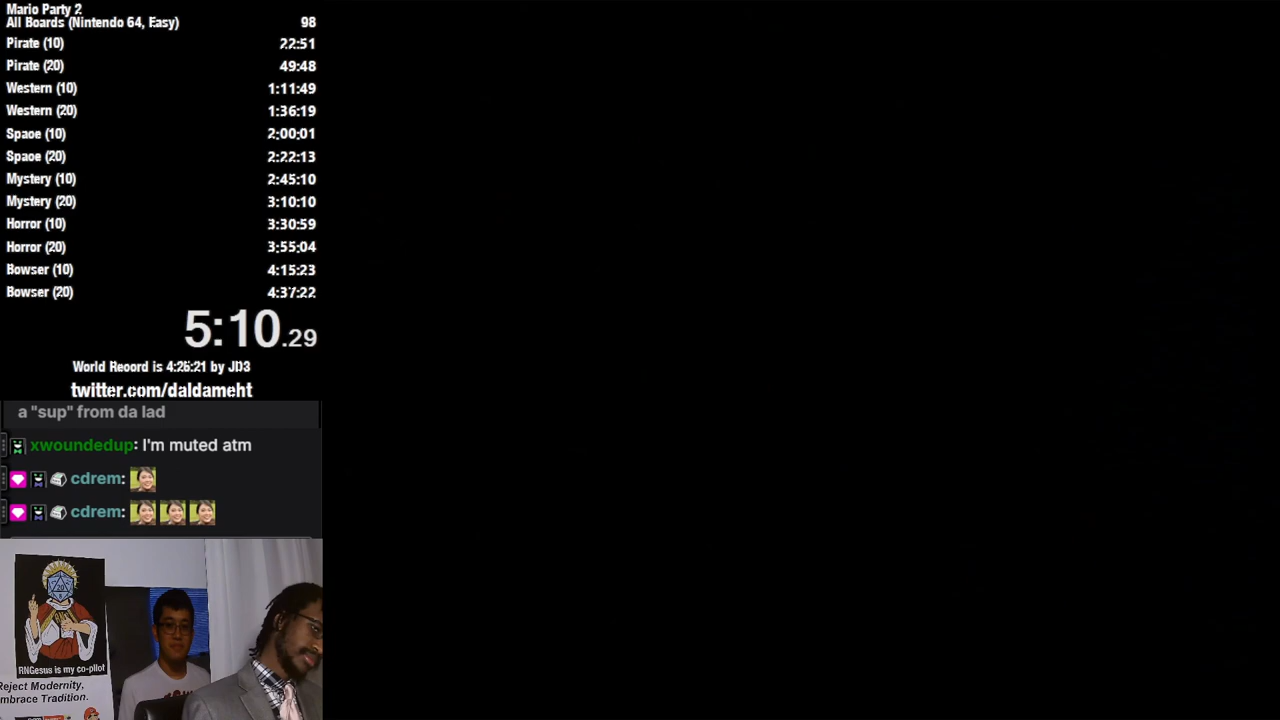 Mario Party 2
All Boards (Nintendo 64, Easy) 98
Pirate (10) 22:51
Pirate (20) 49:48
Western (10) 1:11:49
Western (20) 1:36:19
Space (10) 2:00:01
Space (20) 2:22:13
Mystery (10) 2:45:10
Mystery (20) 3:10:10
Horror (10) 3:30:59
Horror (20) 3:55:04
Bowser (10) 4:15:23
Bowser (20) 4:37:22
5:10.29
World Record is 4:26:21 by JD3
twitter.com/daldameht
a "sup" from da lad
xwoundedup: I'm muted atm
cdrem:
cdrem:
RNGesus is my co-pilot
Reject Modernity,
Embrace Tradition.